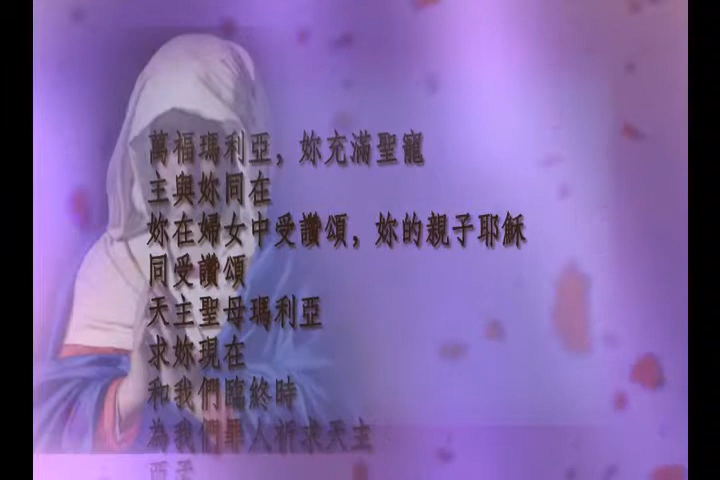 萬福瑪利亞，妳充滿聖寵
主與妳同在
妳在婦女中受讚頌，妳的親子耶穌
同受讚頌
天主聖母瑪利亞
求妳現在
和我們臨終時
為我們罪人祈求天主